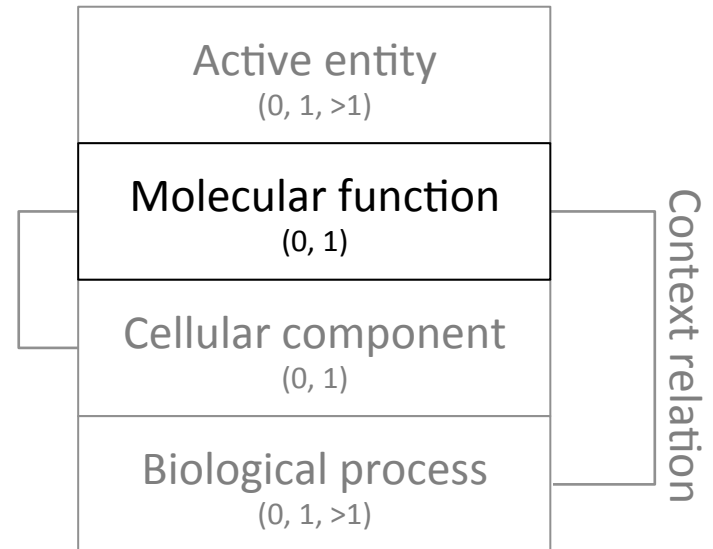 Active entity
(0, 1, >1)
Molecular function
(0, 1)
Cellular component
(0, 1)
Biological process
(0, 1, >1)
Context relation